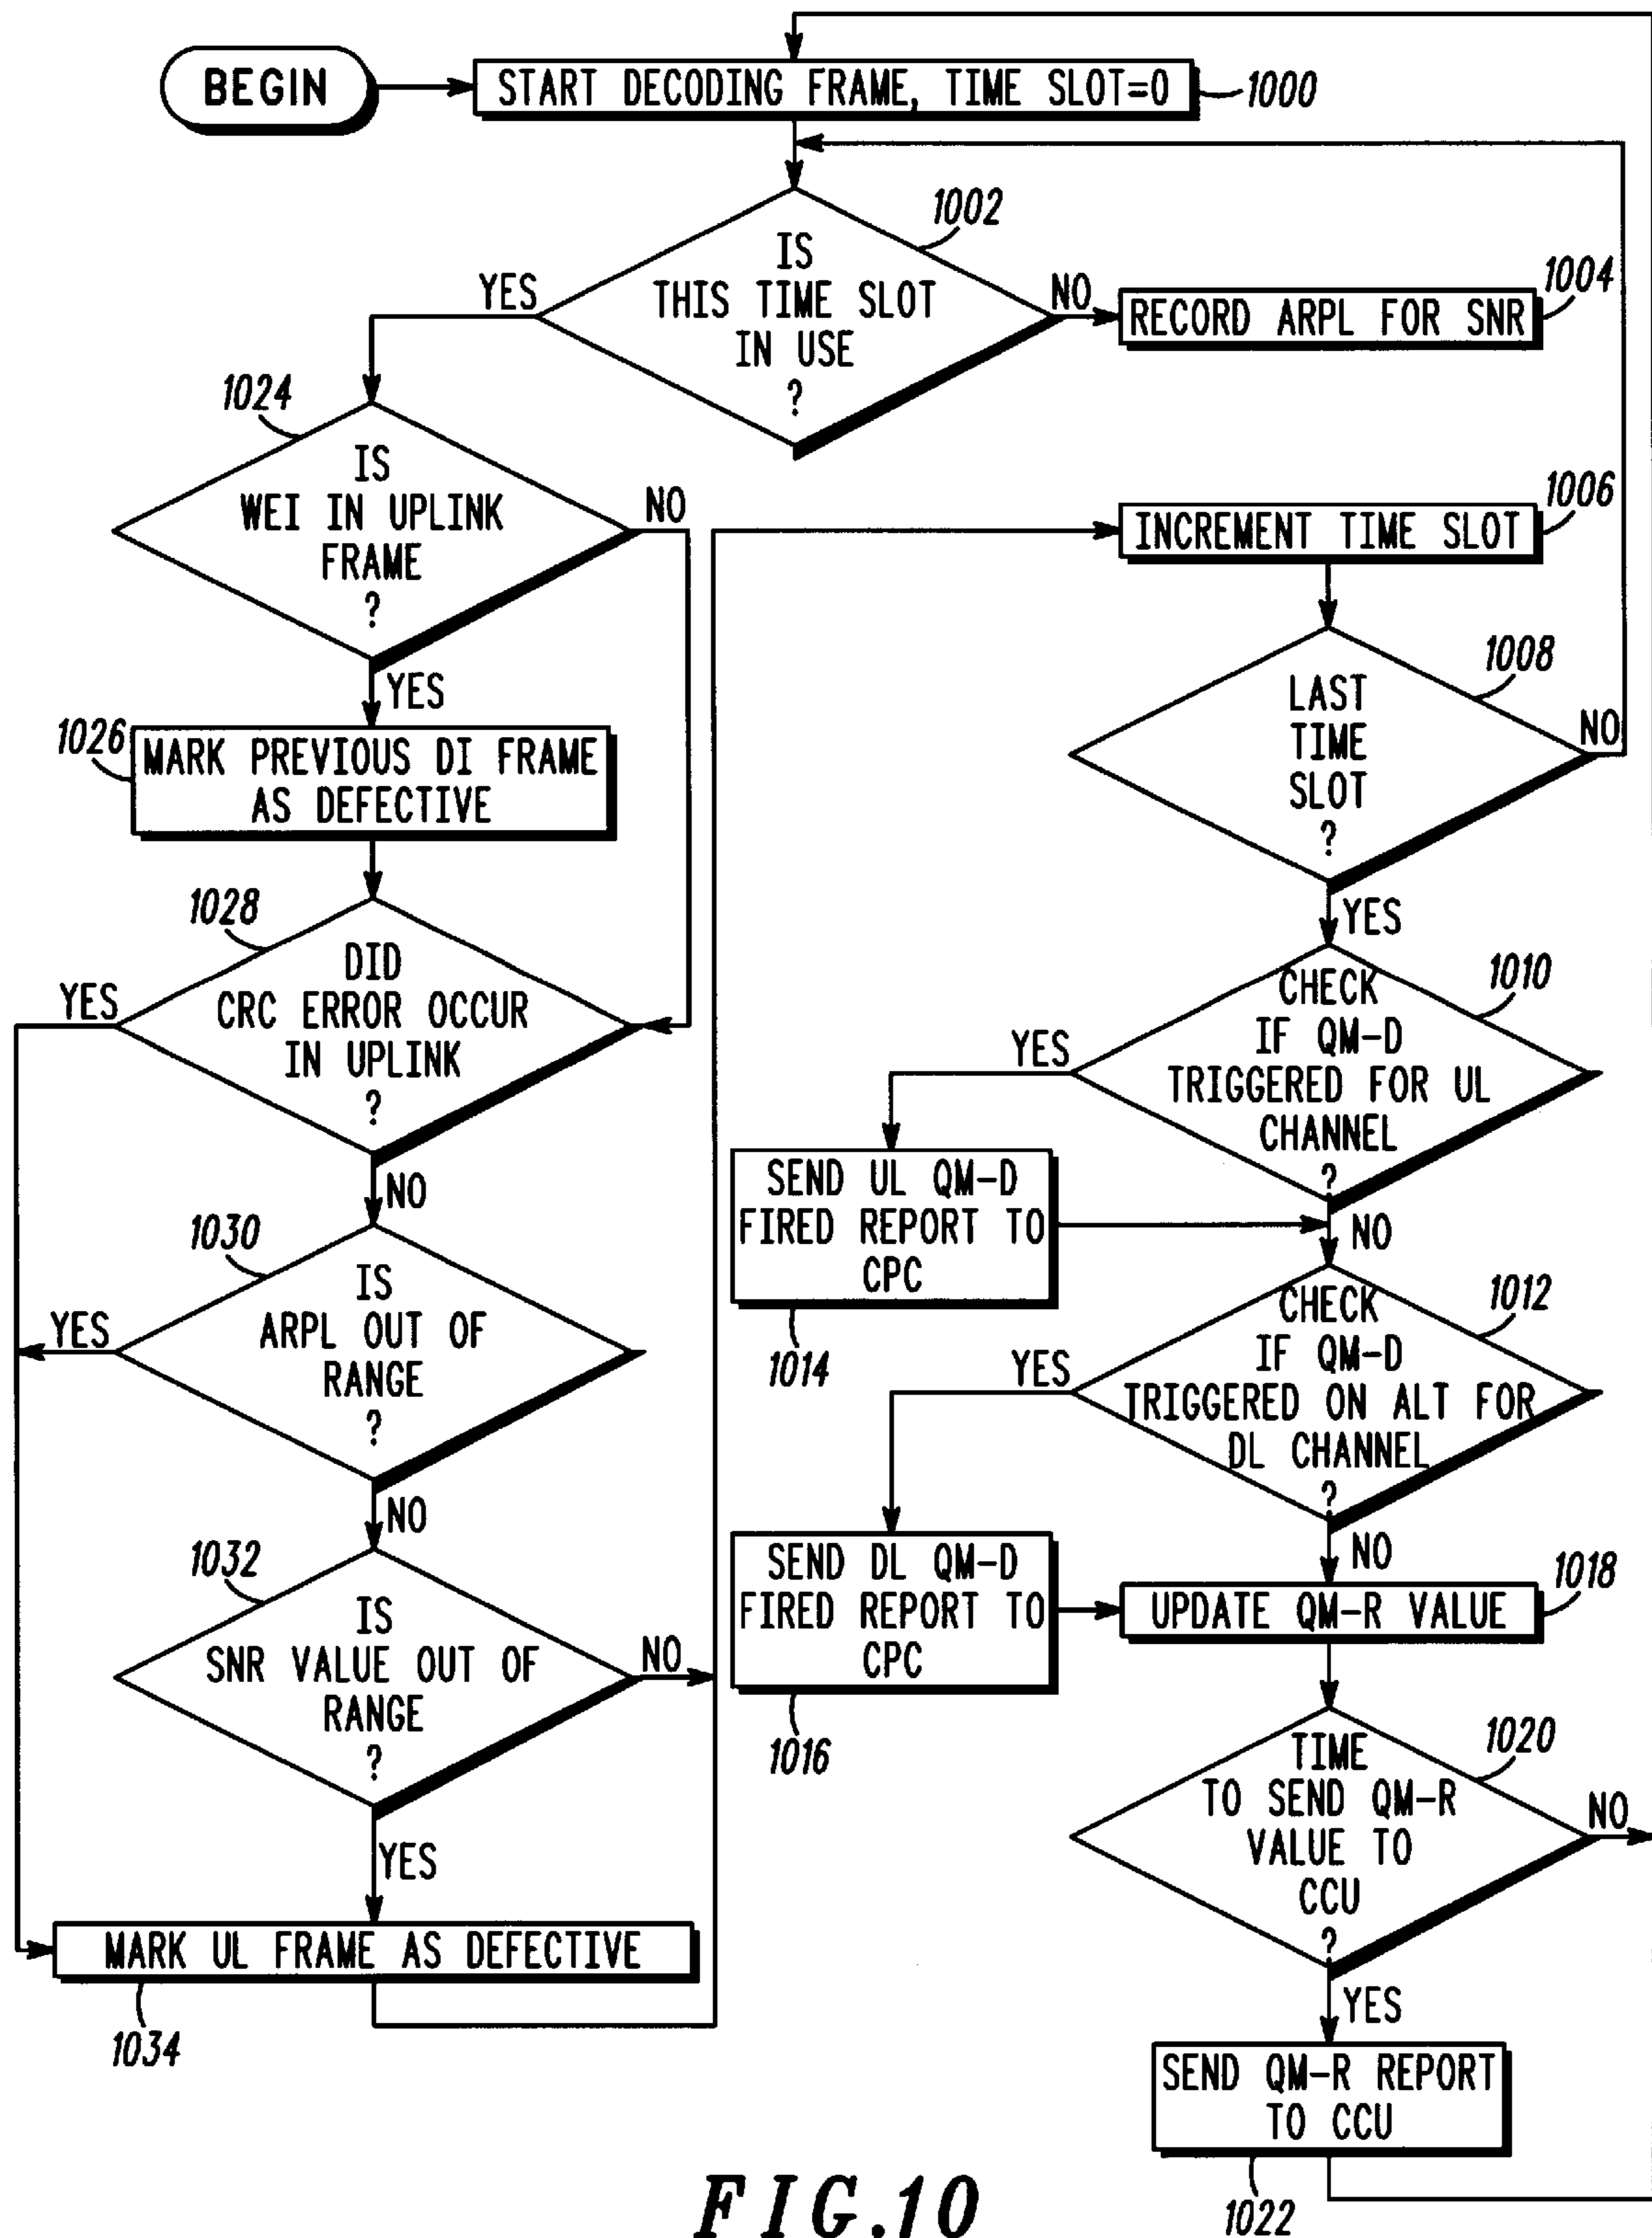 BEGIN
START DECODING FRAME, TIME SLOT=0
1000
IS
THIS TIME SLOT
IN USE
?
1002
YES
NO
RECORD ARPL FOR SNR
1004
1024
IS
WEI IN UPLINK
FRAME
?
NO
YES
1026
MARK PREVIOUS DI FRAME
AS DEFECTIVE
1028
DID
CRC ERROR OCCUR
IN UPLINK
?
YES
NO
1030
IS
ARPL OUT OF
RANGE
?
YES
NO
1032
IS
SNR VALUE OUT OF
RANGE
?
NO
YES
MARK UL FRAME AS DEFECTIVE
1034
INCREMENT TIME SLOT
1006
LAST
TIME
SLOT
?
1008
NO
YES
CHECK
IF QM-D
TRIGGERED FOR UL
CHANNEL
?
1010
YES
NO
SEND UL QM-D
FIRED REPORT TO
CPC
1014
CHECK
IF QM-D
TRIGGERED ON ALT FOR
DL CHANNEL
?
1012
YES
NO
SEND DL QM-D
FIRED REPORT TO
CPC
1016
UPDATE QM-R VALUE
1018
TIME
TO SEND QM-R
VALUE TO
CCU
?
1020
NO
YES
SEND QM-R REPORT
TO CCU
1022
FIG.10